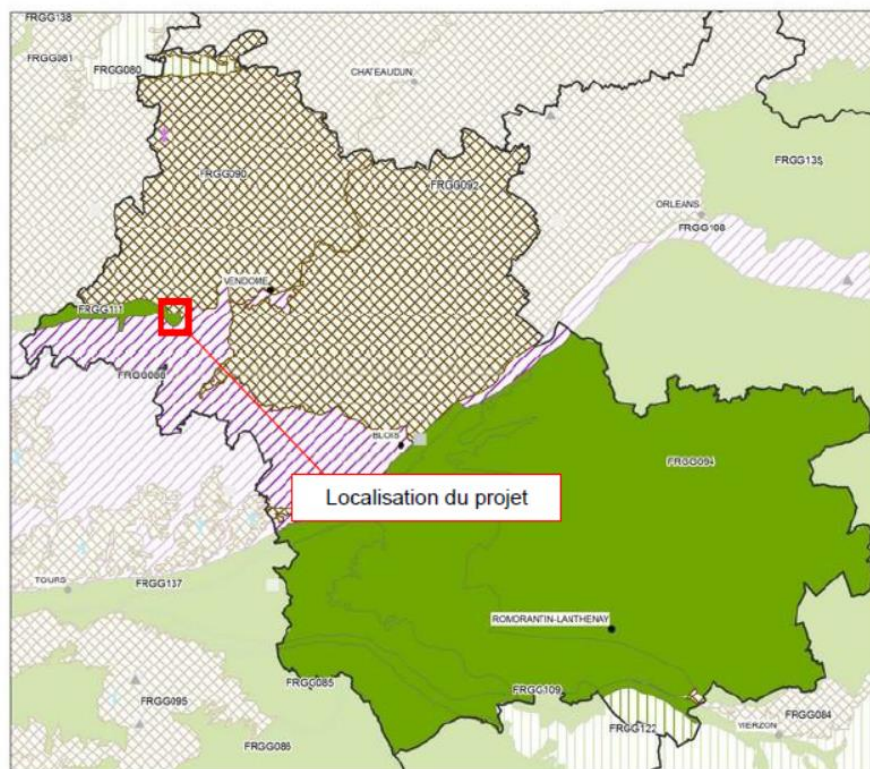 FRGG138
FRGG081
FRGG080
CHATEAUDUN
FRGG090
FRGG092
FRGG135
ORLEANS
FRGG108
VENDOME
FRGG111
FRGG088
BLOIS
FRGG094
Localisation du projet
TOURS
FRGG137
ROMORANTIN-LANTHENAY
FRGG085
FRGG109
FRGG095
FRGG084
FRGG122
VIERZON
FRGG086